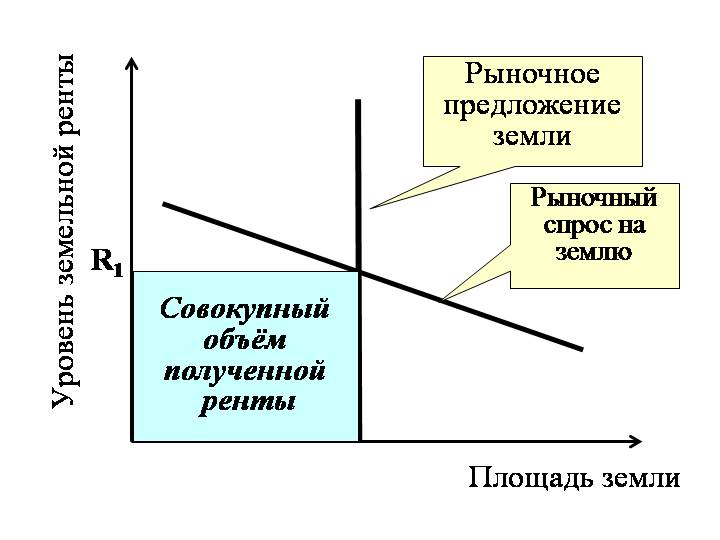 Уровень земельной ренты
Рыночное
предложение
земли
Рыночный
спрос на
землю
R1
Совокупный
объём
полученной
ренты
Площадь земли